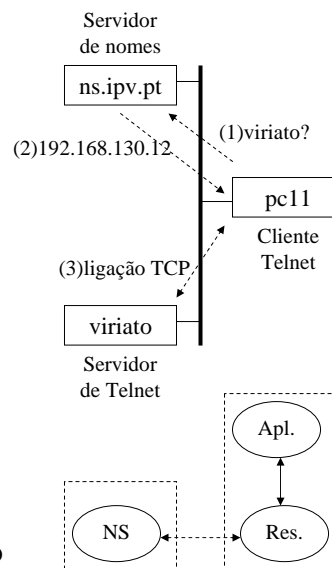 Servidor
de nomes
ns.ipv.pt
(1)viriato?
(2)192.168.130.12
pc11
Cliente
Telnet
(3)ligação TCP
viriato
Servidor
de Telnet
Apl.
NS
Res.
o